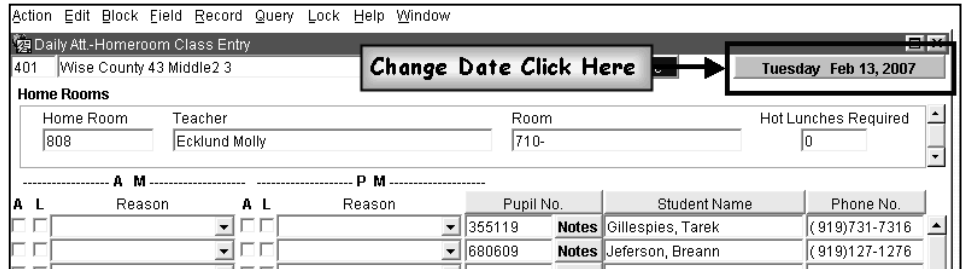 Action Edit Block Field Record Query Lock Help Window
Daily Att.-Homeroom Class Entry
401 Wise County 43 Middle2 3 Change Date Click Here Tuesday Feb 13, 2007
Home Rooms
Home Room Teacher Room Hot Lunches Required
808 Ecklund Molly 710- 0
------------------ A M -------------------- -------------------- P M --------------------
A L Reason A L Reason Pupil No. Student Name Phone No.
355119 Notes Gillespies, Tarek (919)731-7316
680609 Notes Jeferson, Breann (919)127-1276